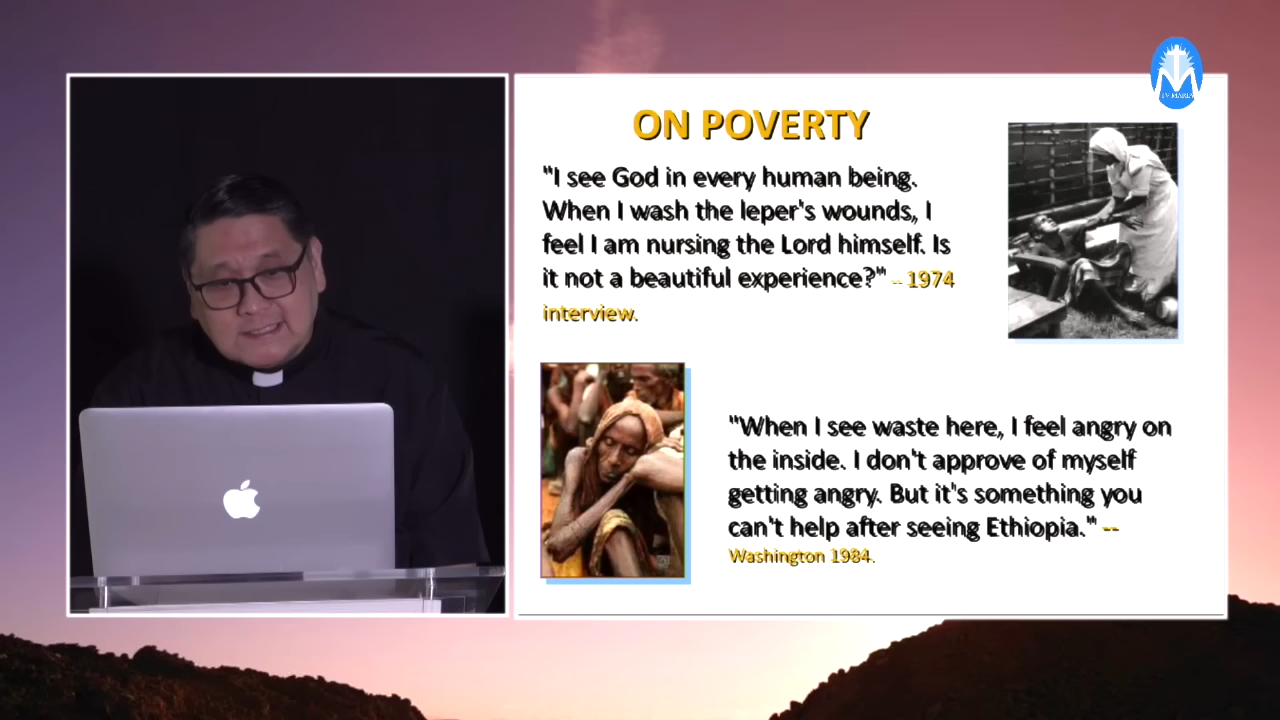 TV MARIA
ON POVERTY
"I see God in every human being.
When I wash the leper's wounds, I
feel I am nursing the Lord himself. Is
it not a beautiful experience?" -- 1974
interview.
"When I see waste here, I feel angry on
the inside. I don't approve of myself
getting angry. But it's something you
can't help after seeing Ethiopia." --
Washington 1984.